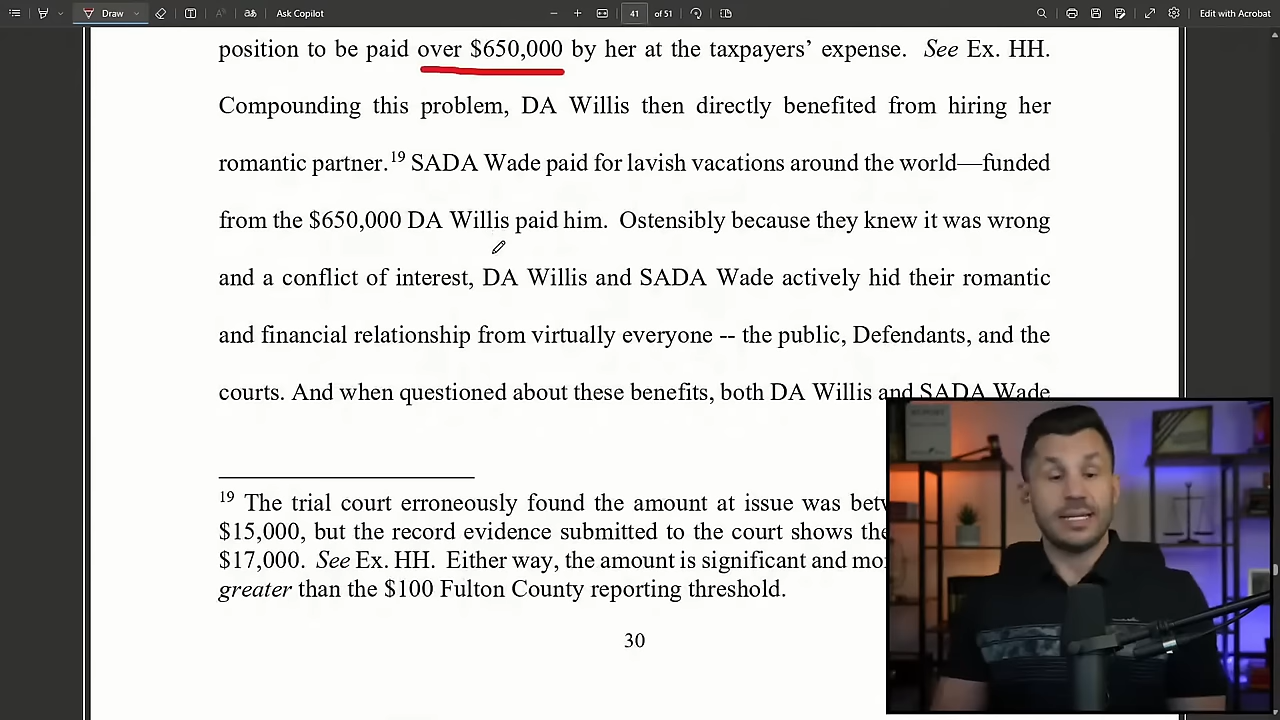 Draw
Ask Copilot
41 of 51
Edit with Acrobat
position to be paid over $650,000 by her at the taxpayers’ expense. See Ex. HH.
Compounding this problem, DA Willis then directly benefited from hiring her
romantic partner.19 SADA Wade paid for lavish vacations around the world—funded
from the $650,000 DA Willis paid him. Ostensibly because they knew it was wrong
and a conflict of interest, DA Willis and SADA Wade actively hid their romantic
and financial relationship from virtually everyone -- the public, Defendants, and the
courts. And when questioned about these benefits, both DA Willis and SADA Wade
19 The trial court erroneously found the amount at issue was
$15,000, but the record evidence submitted to the court shows
$17,000. See Ex. HH. Either way, the amount is significant and
greater than the $100 Fulton County reporting threshold.
30